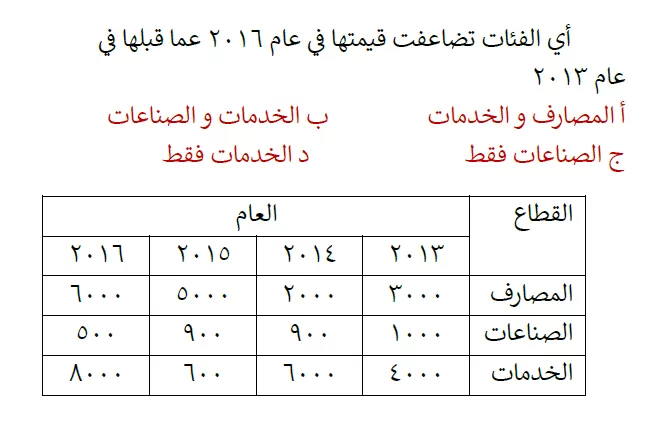 أي الفئات تضاعفت قيمتها في عام ٢٠١٦ عما قبلها في
عام ٢٠١٣
أ المصارف و الخدمات ب الخدمات و الصناعات
ج الصناعات فقط د الخدمات فقط
القطاع العام
٢٠١٣ ٢٠١٤ ٢٠١٥ ٢٠١٦
المصارف ٣٠٠٠ ٢٠٠٠ ٥٠٠٠ ٦٠٠٠
الصناعات ١٠٠٠ ٩٠٠ ٩٠٠ ٥٠٠
الخدمات ٤٠٠٠ ٦٠٠٠ ٦٠٠ ٨٠٠٠